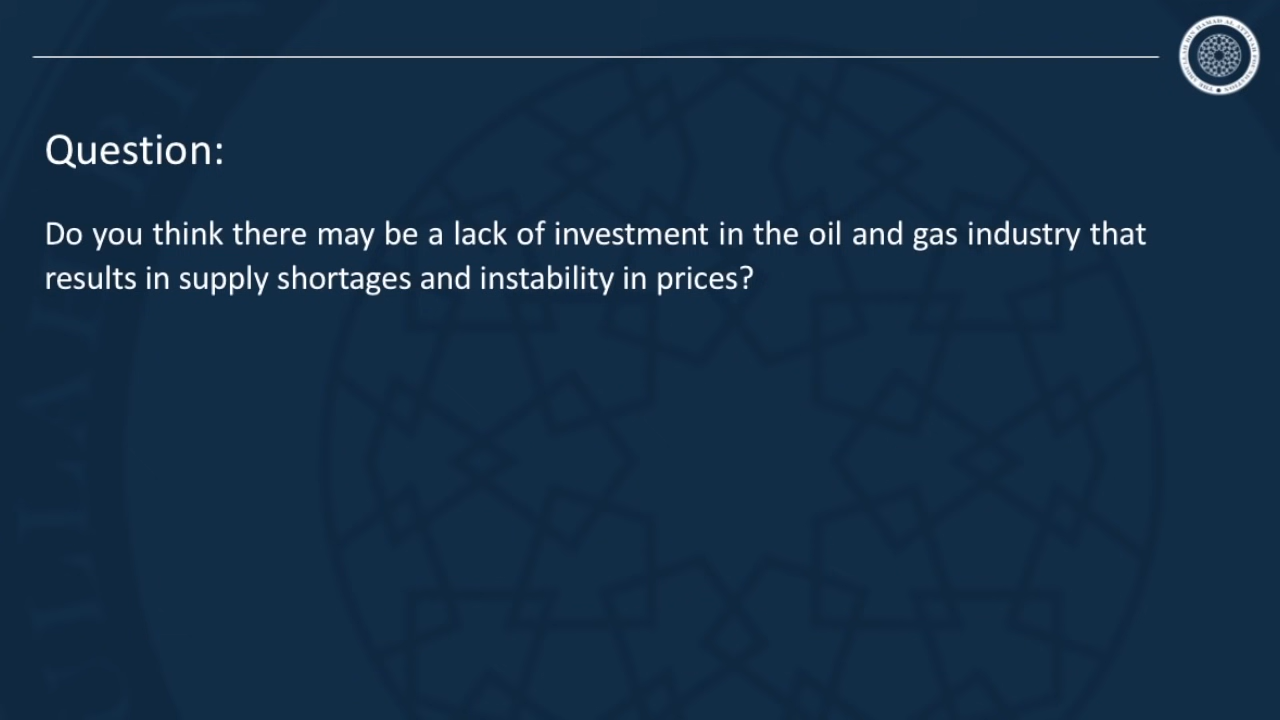 Question:
Do you think there may be a lack of investment in the oil and gas industry that
results in supply shortages and instability in prices?